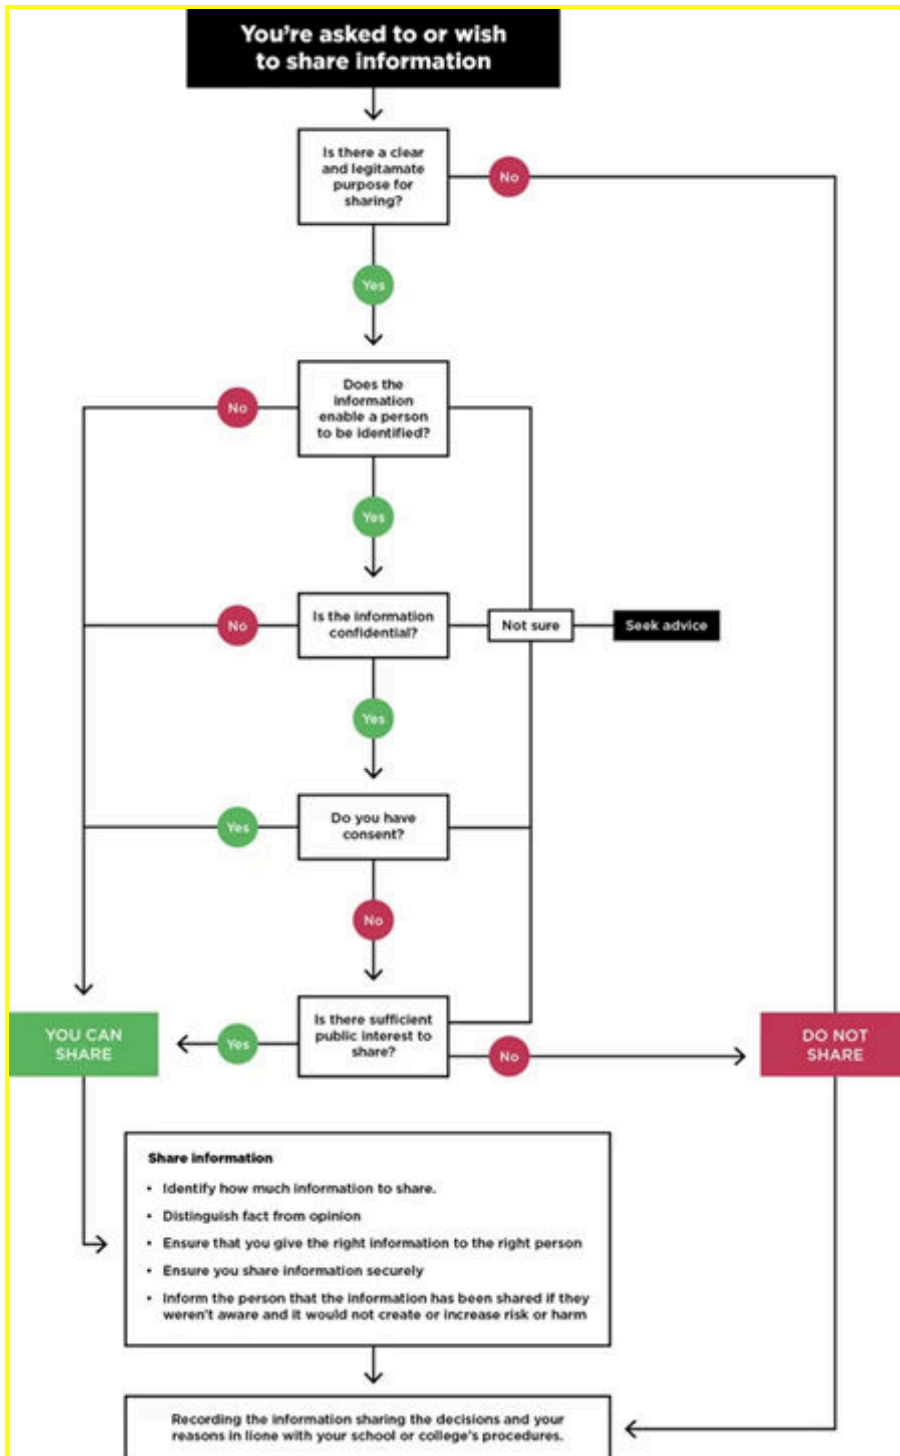 You're asked to or wish
to share information
Is there a clear
and legitamate
purpose for
sharing?
No
Yes
Does the
information
enable a person
to be identified?
No
Yes
Is the information
confidential?
No
Not sure
Seek advice
Yes
Do you have
consent?
Yes
No
Is there sufficient
public interest to
share?
YOU CAN
SHARE
Yes
No
DO NOT
SHARE
Share information
• Identify how much information to share.
• Distinguish fact from opinion
• Ensure that you give the right information to the right person
• Ensure you share information securely
• Inform the person that the information has been shared if they
weren't aware and it would not create or increase risk or harm
Recording the information sharing the decisions and your
reasons in lione with your school or college's procedures.